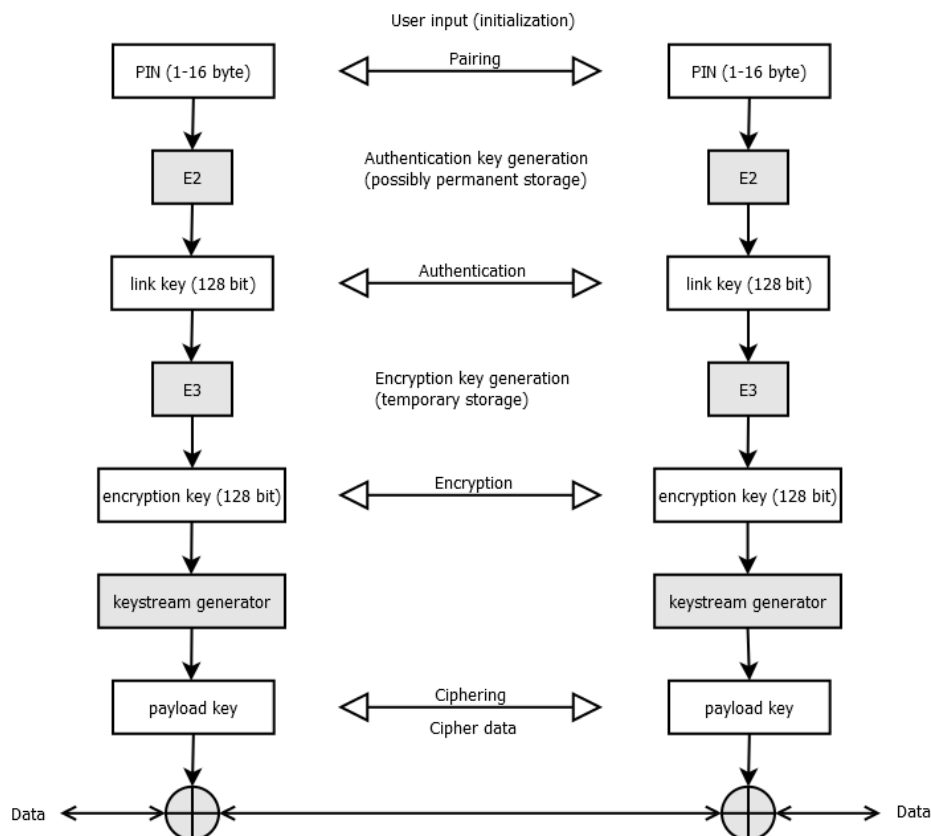 User input (initialization)
PIN (1-16 byte)
Pairing
PIN (1-16 byte)
E2
Authentication key generation
(possibly permanent storage)
E2
link key (128 bit)
Authentication
link key (128 bit)
E3
Encryption key generation
(temporary storage)
E3
encryption key (128 bit)
Encryption
encryption key (128 bit)
keystream generator
keystream generator
payload key
Ciphering
Cipher data
payload key
Data
Data